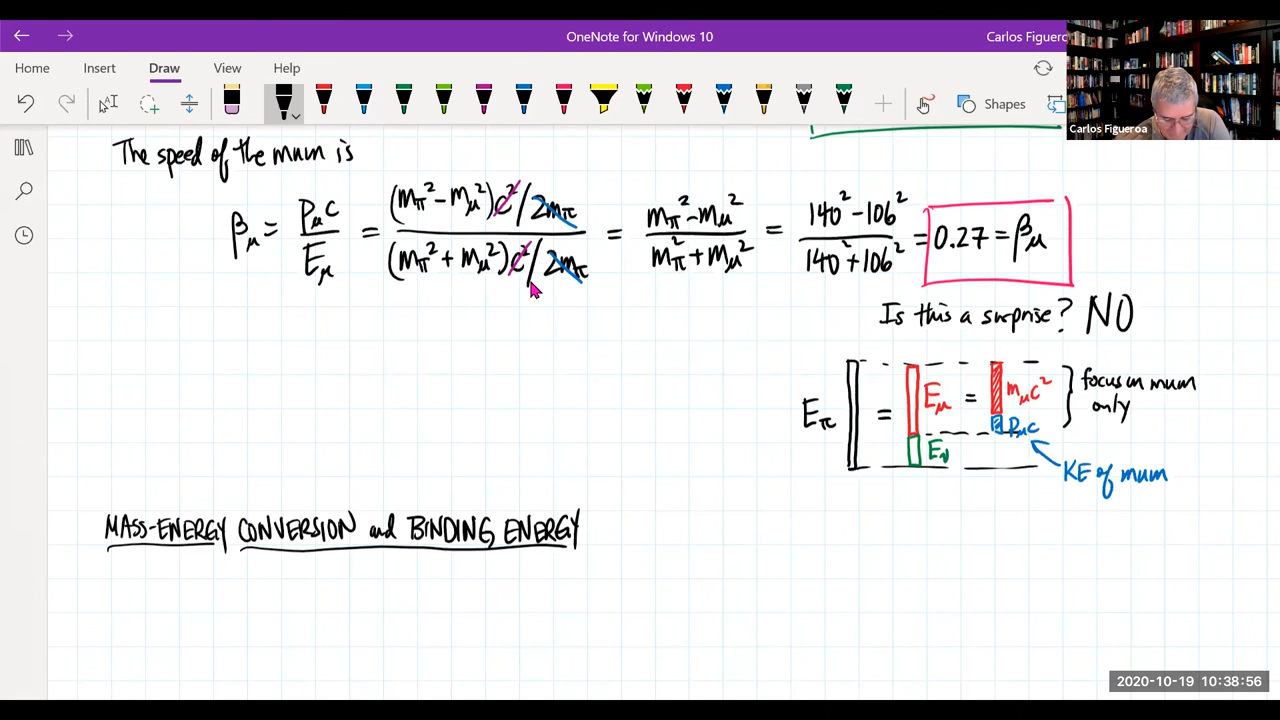 OneNote for Windows 10
Carlos Figueroa
Home Insert Draw View Help
Shapes
Carlos Figueroa
The speed of the muon is
βμ = pμc / Eμ = (mπ² - mμ²)c²/2mπ / (mπ² + mμ²)c²/2mπ = mπ² - mμ² / mπ² + mμ² = 140² - 106² / 140² + 106² = 0.27 = βμ
Is this a surprise? NO
Eπ = Eμ = mμc² } focus on muon
only
pμc
Eν
KE of muon
MASS-ENERGY CONVERSION and BINDING ENERGY
2020-10-19 10:38:56